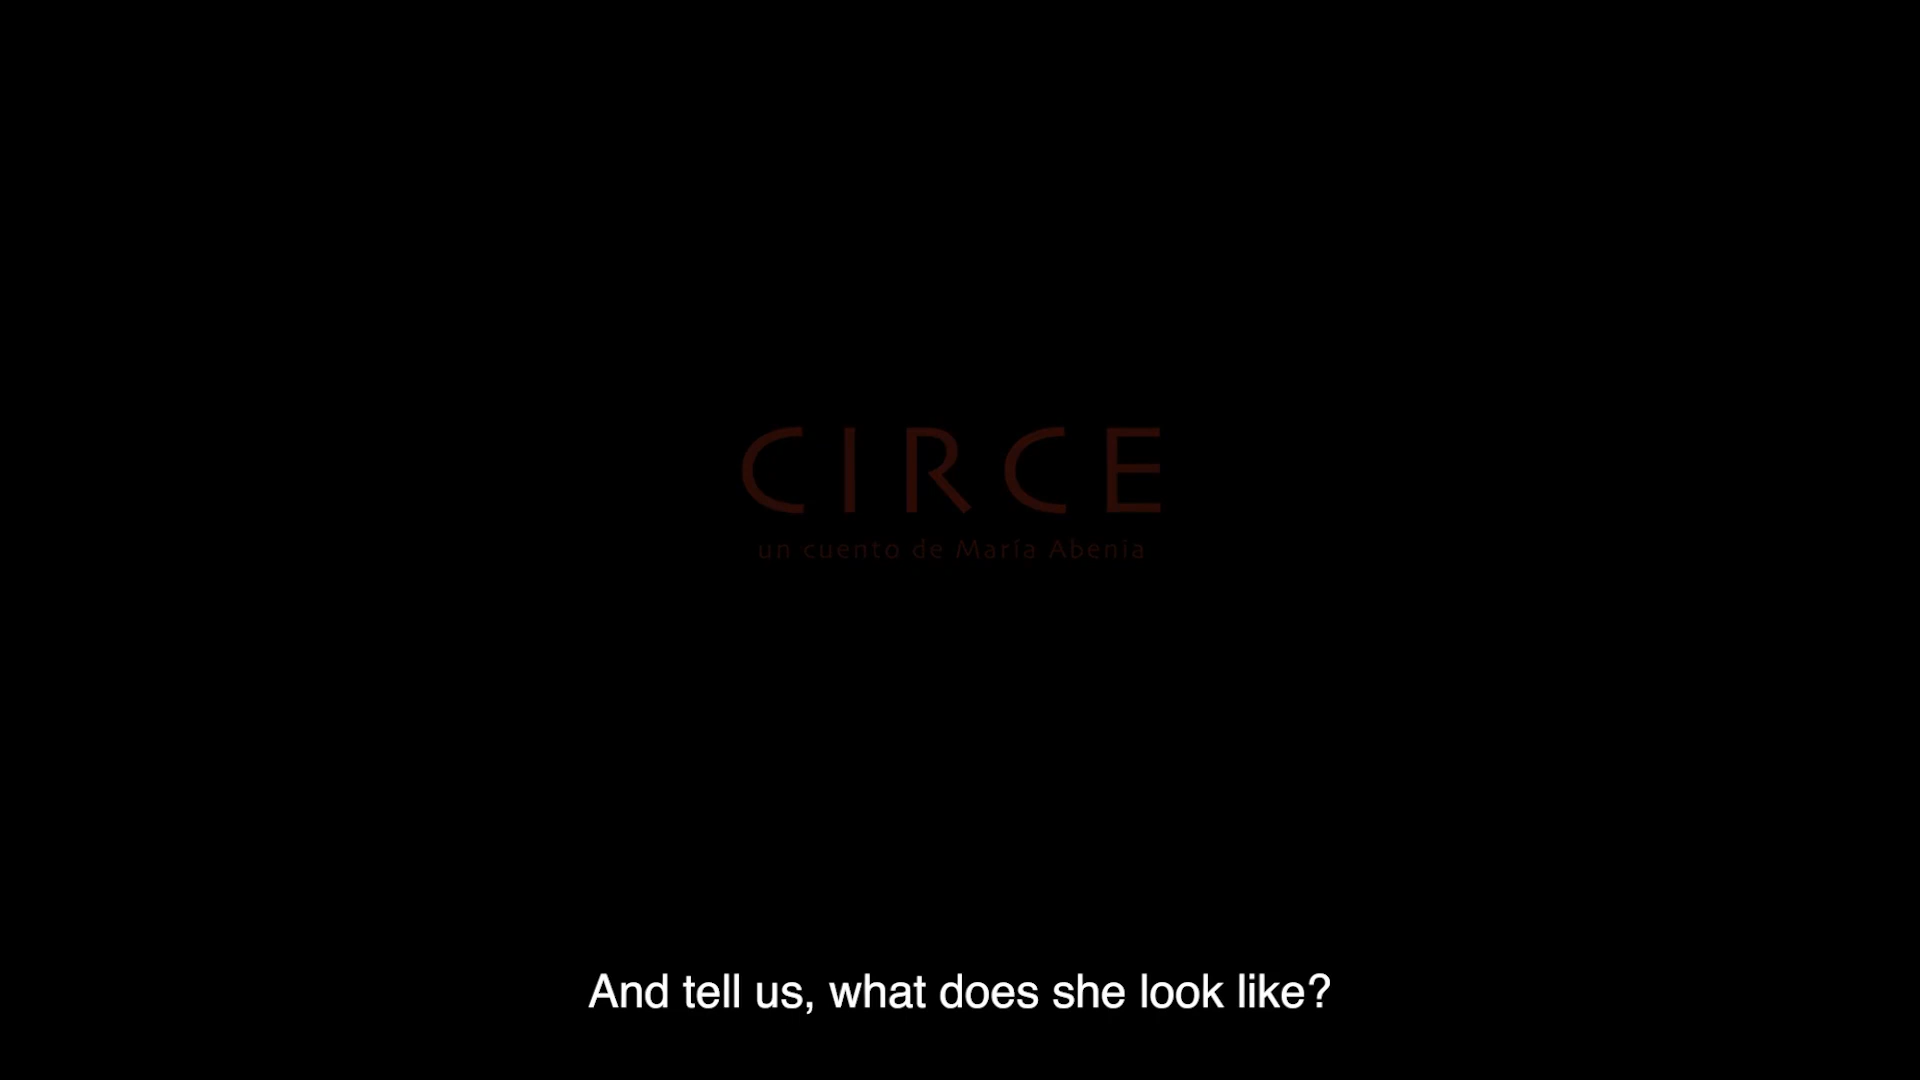 CIRCE
un cuento de María Abenia
And tell us, what does she look like?